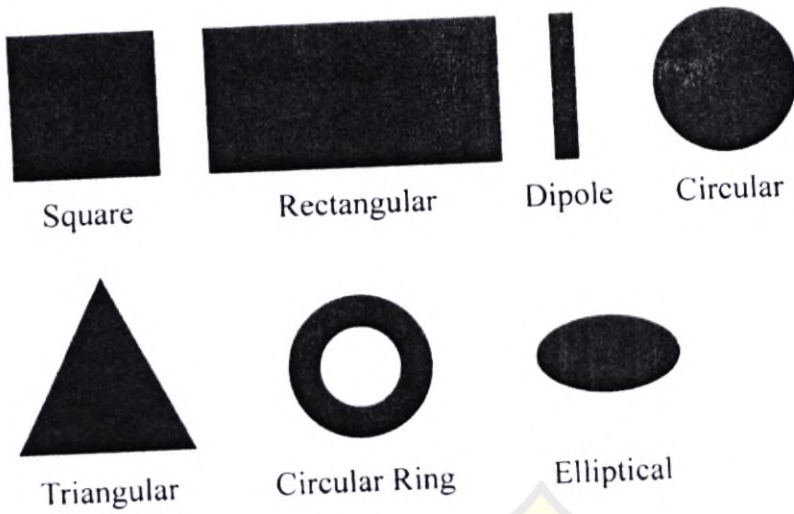 Square
Rectangular
Dipole
Circular
Triangular
Circular Ring
Elliptical